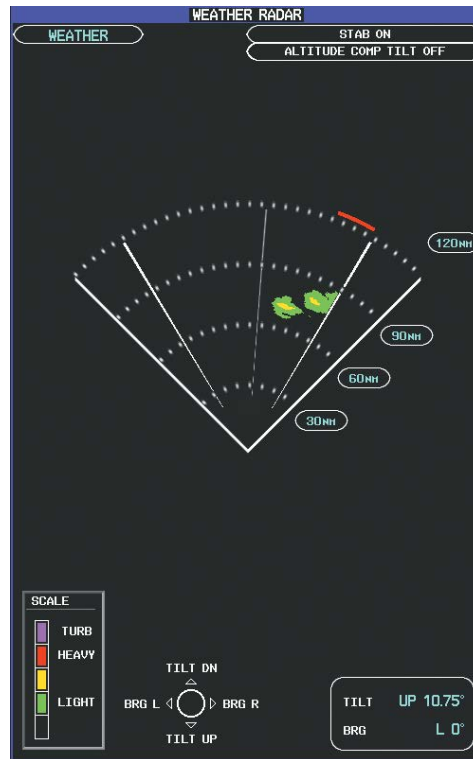 WEATHER RADAR
WEATHER
STAB ON
ALTITUDE COMP TILT OFF
120NM
90NM
60NM
30NM
SCALE
TURB
HEAVY
LIGHT
TILT DN
BRG L
BRG R
TILT UP
TILT UP 10.75°
BRG L 0°